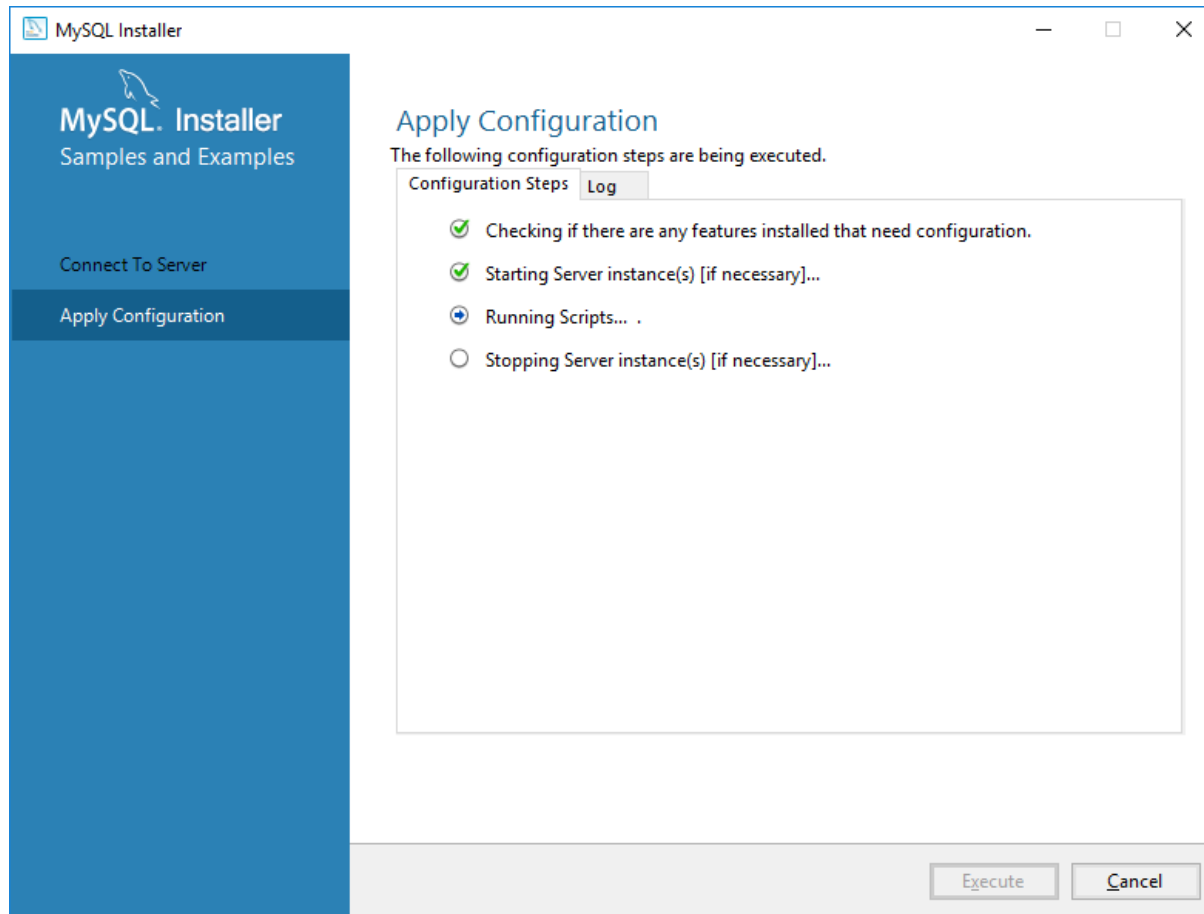 MySQL Installer
MySQL. Installer
Samples and Examples
Connect To Server
Apply Configuration
Apply Configuration
The following configuration steps are being executed.
Configuration Steps Log
Checking if there are any features installed that need configuration.
Starting Server instance(s) [if necessary]...
Running Scripts... .
Stopping Server instance(s) [if necessary]...
Execute Cancel